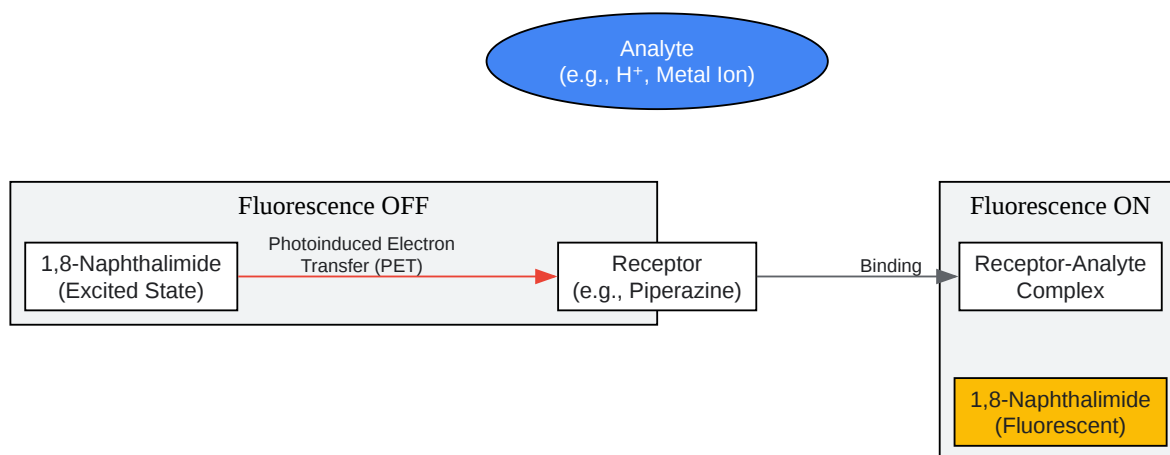 Analyte
(e.g., H⁺, Metal Ion)
Fluorescence OFF
Fluorescence ON
1,8-Naphthalimide
(Excited State)
Photoinduced Electron
Transfer (PET)
Receptor
(e.g., Piperazine)
Binding
Receptor-Analyte
Complex
1,8-Naphthalimide
(Fluorescent)